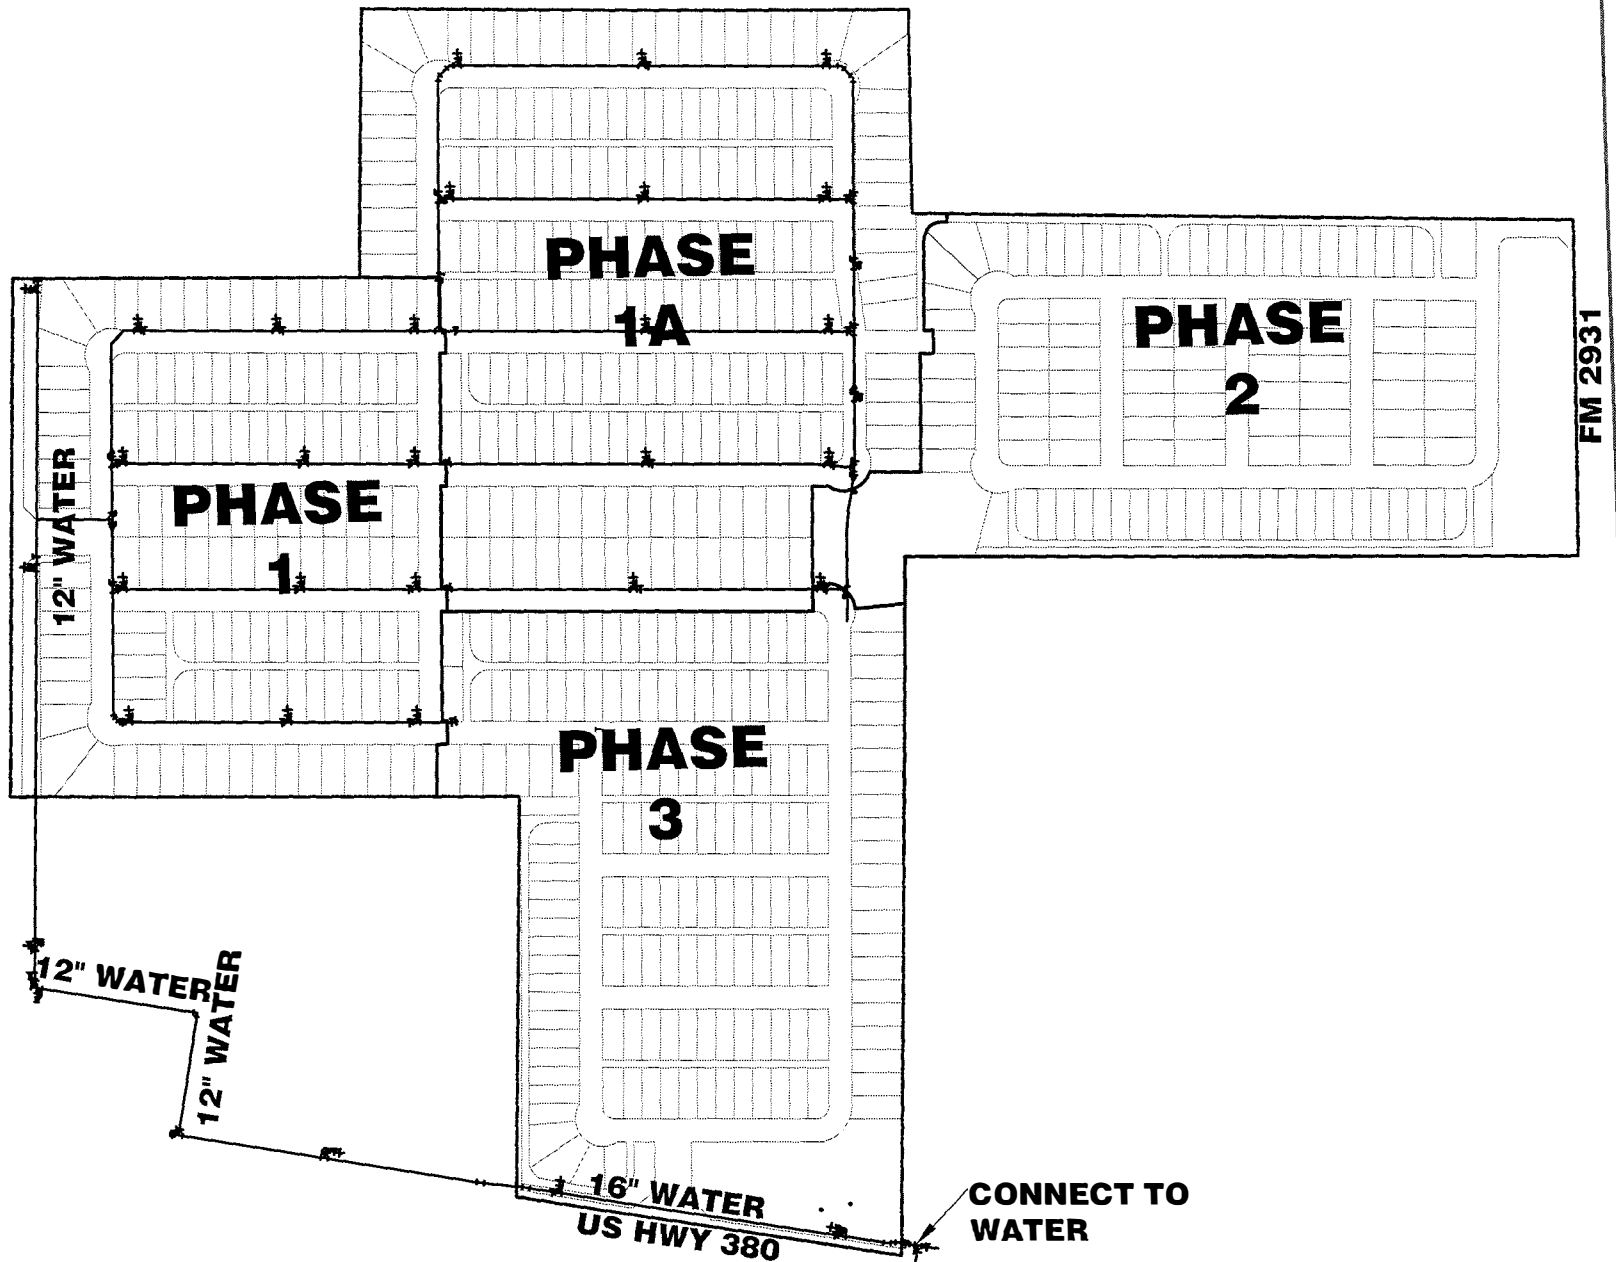 PHASE
1A
PHASE
2
FM 2931
PHASE
1
12" WATER
PHASE
3
12" WATER
12" WATER
16" WATER
US HWY 380
CONNECT TO
WATER